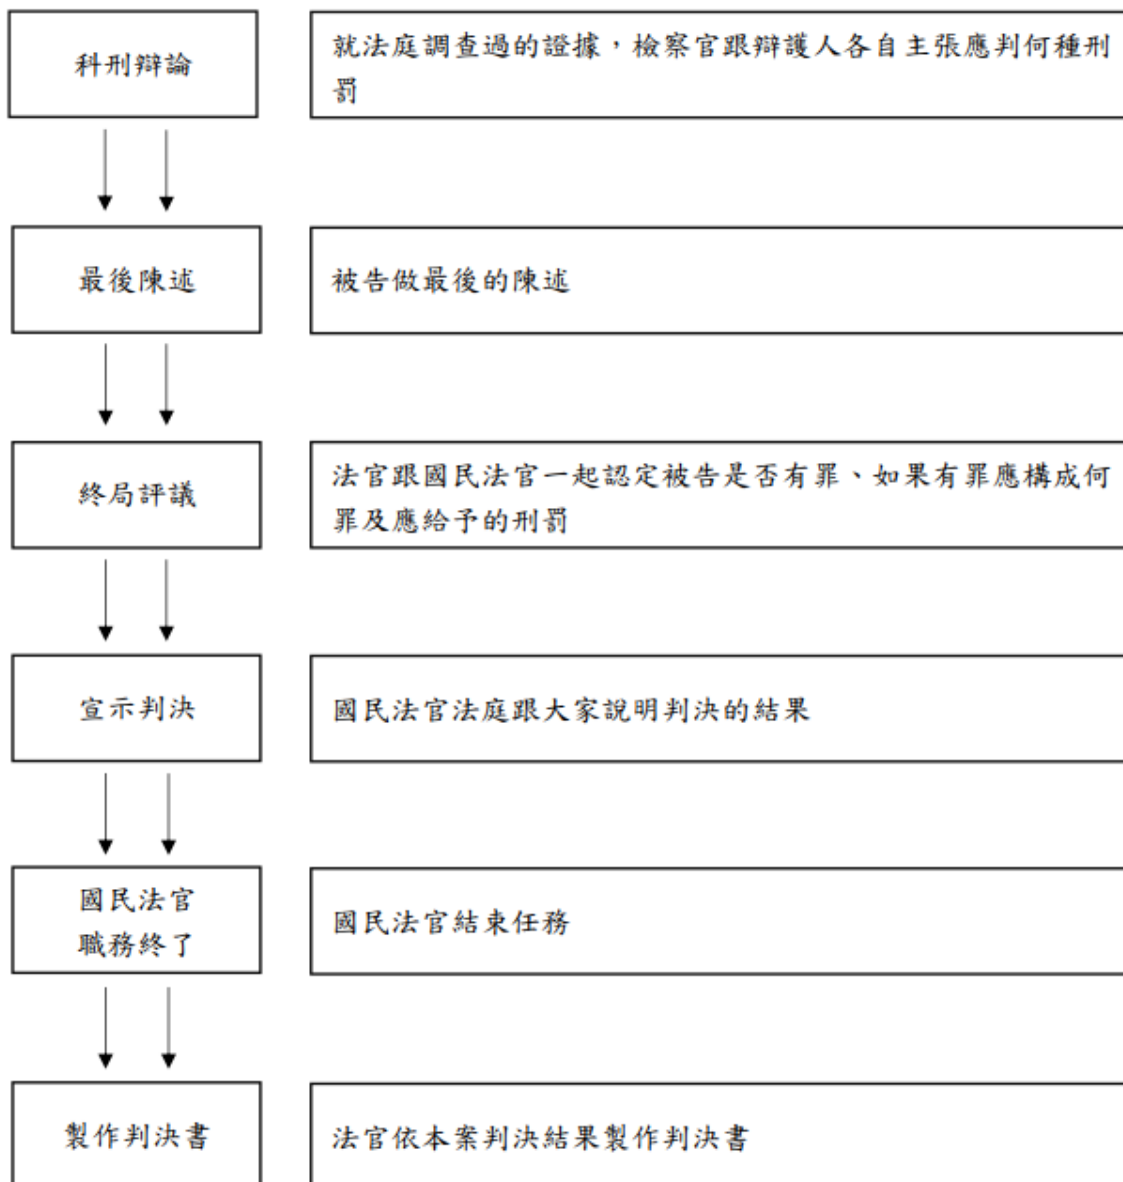 科刑辯論
就法庭調查過的證據，檢察官跟辯護人各自主張應判何種刑
罰
最後陳述
被告做最後的陳述
終局評議
法官跟國民法官一起認定被告是否有罪、如果有罪應構成何
罪及應給予的刑罰
宣示判決
國民法官法庭跟大家說明判決的結果
國民法官
職務終了
國民法官結束任務
製作判決書
法官依本案判決結果製作判決書